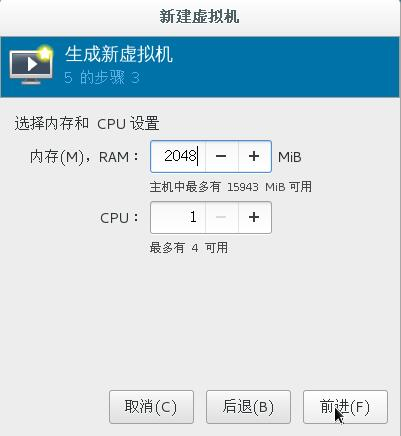 新建虚拟机
生成新虚拟机
5 的步骤 3
选择内存和 CPU 设置
内存(M)，RAM： 2048 − + MiB
主机中最多有 15943 MiB 可用
CPU： 1 − +
最多有 4 可用
取消(C) 后退(B) 前进(F)